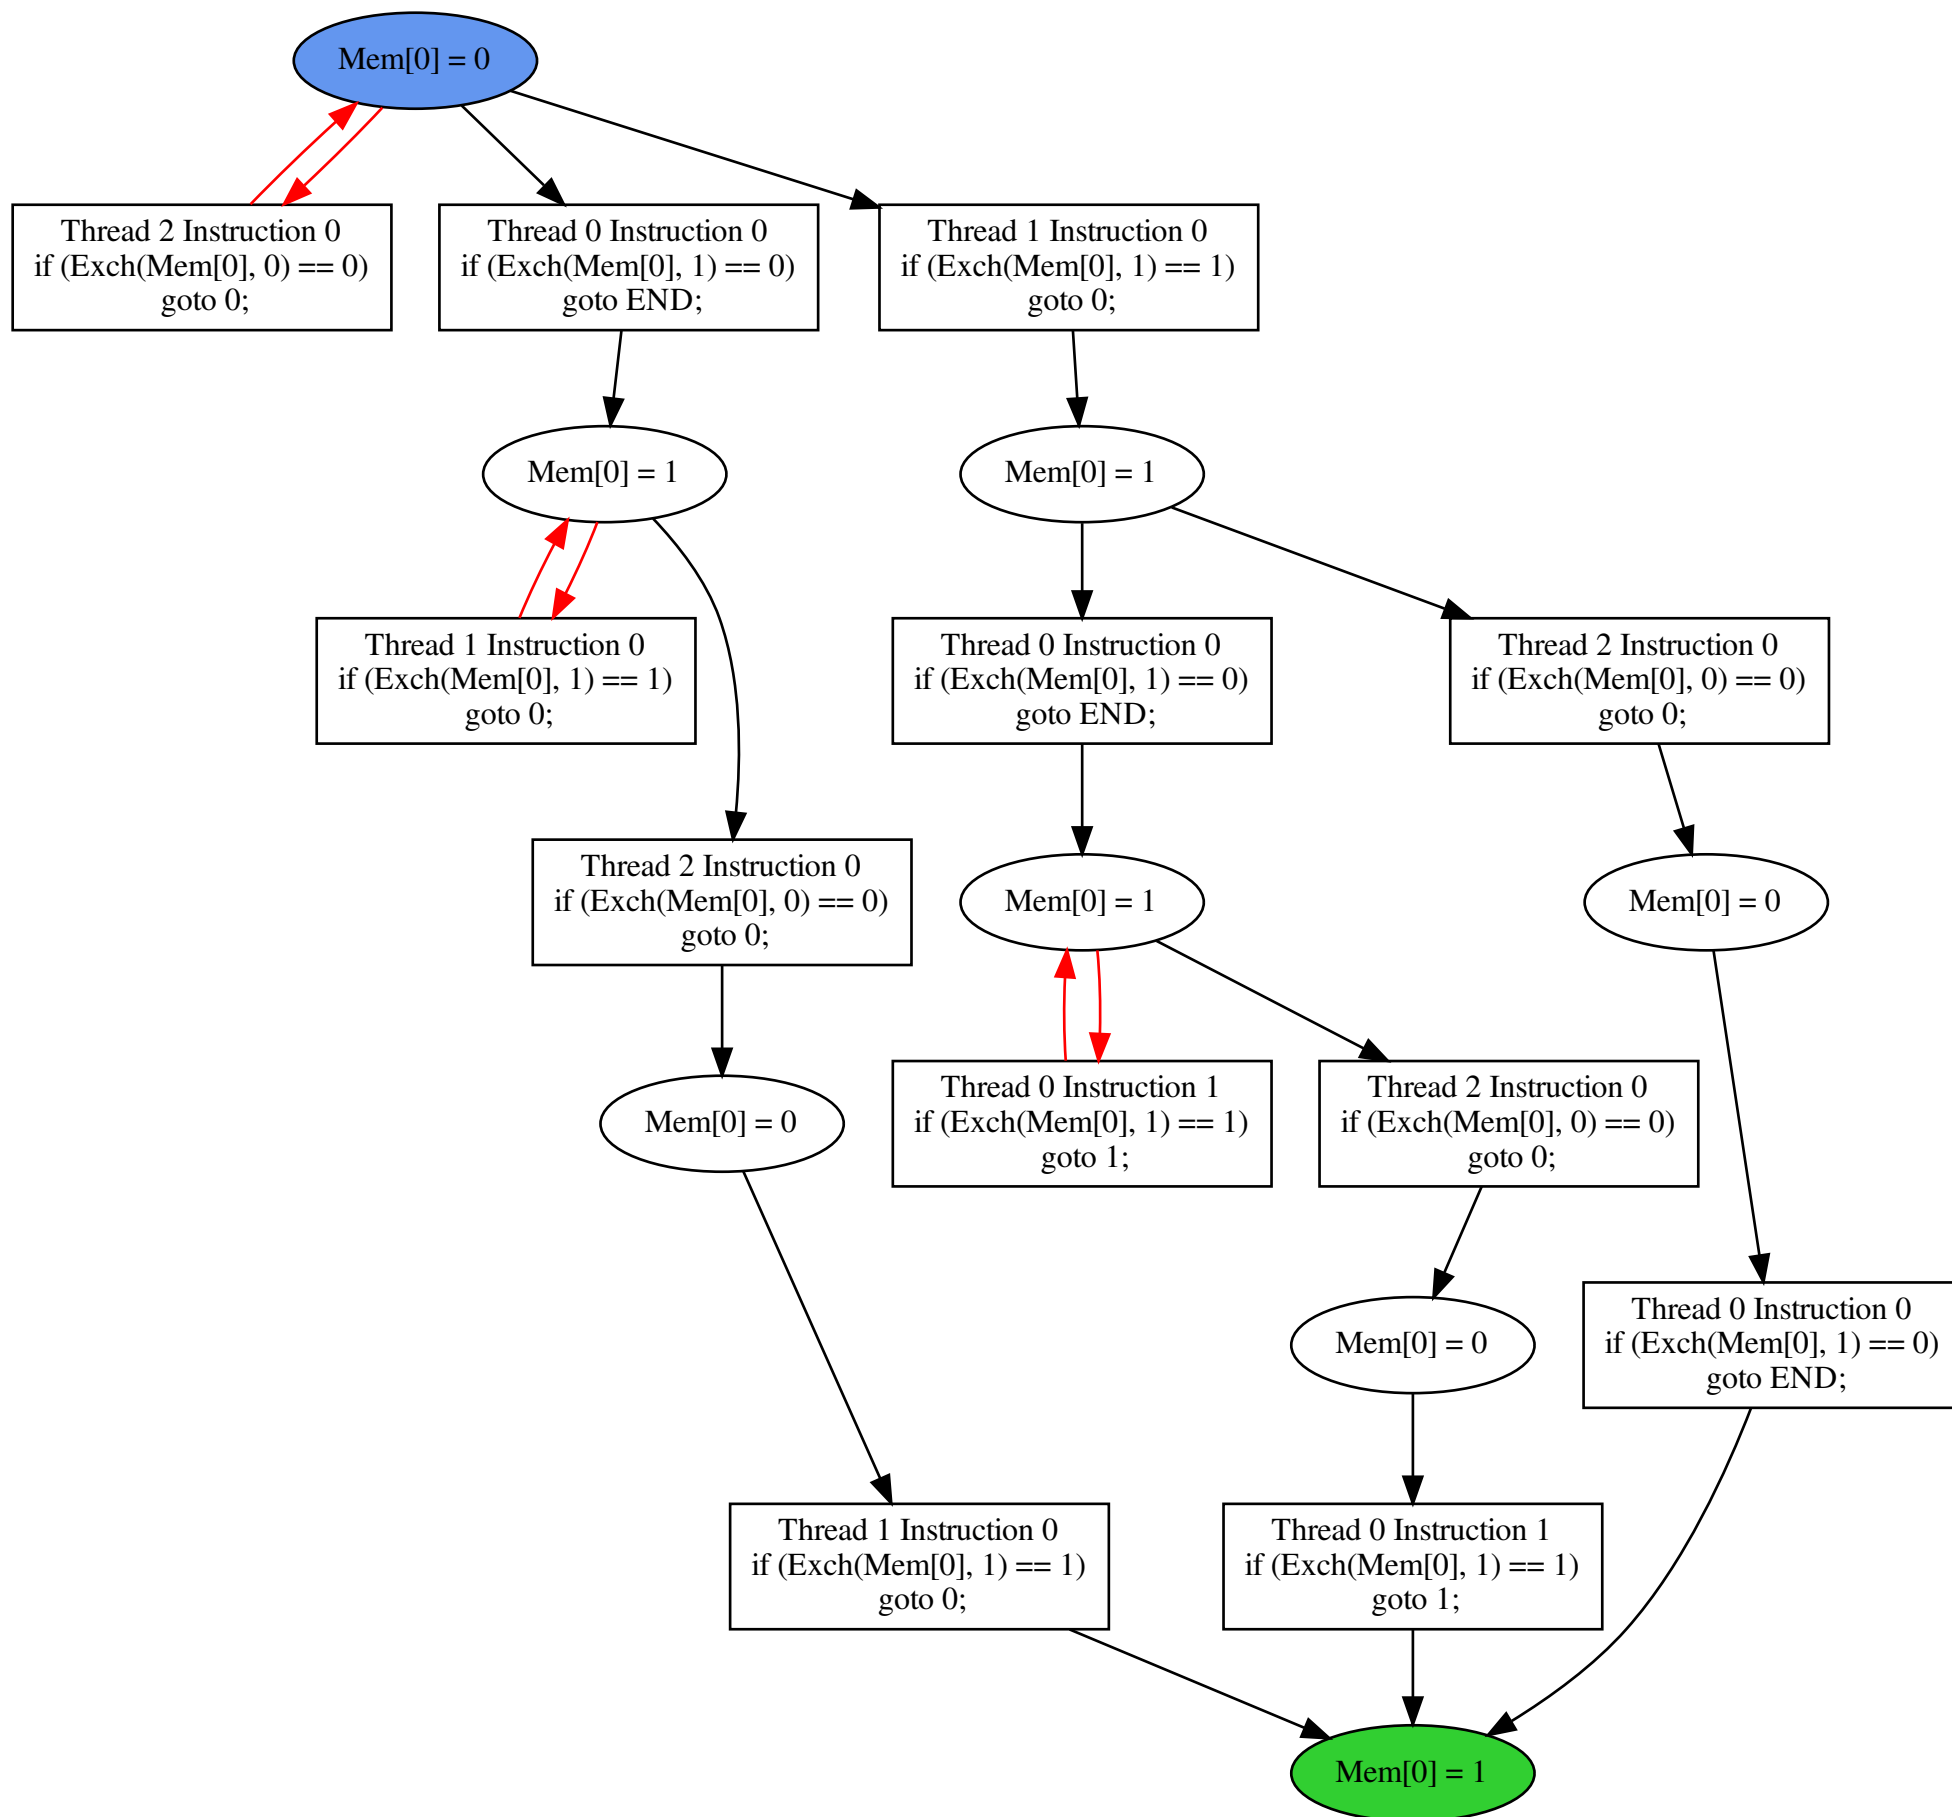 Mem[0] = 0
Thread 2 Instruction 0
if (Exch(Mem[0], 0) == 0)
goto 0;
Thread 0 Instruction 0
if (Exch(Mem[0], 1) == 0)
goto END;
Thread 1 Instruction 0
if (Exch(Mem[0], 1) == 1)
goto 0;
Mem[0] = 1
Mem[0] = 1
Thread 1 Instruction 0
if (Exch(Mem[0], 1) == 1)
goto 0;
Thread 0 Instruction 0
if (Exch(Mem[0], 1) == 0)
goto END;
Thread 2 Instruction 0
if (Exch(Mem[0], 0) == 0)
goto 0;
Thread 2 Instruction 0
if (Exch(Mem[0], 0) == 0)
goto 0;
Mem[0] = 1
Mem[0] = 0
Mem[0] = 0
Thread 0 Instruction 1
if (Exch(Mem[0], 1) == 1)
goto 1;
Thread 2 Instruction 0
if (Exch(Mem[0], 0) == 0)
goto 0;
Mem[0] = 0
Thread 0 Instruction 0
if (Exch(Mem[0], 1) == 0)
goto END;
Thread 1 Instruction 0
if (Exch(Mem[0], 1) == 1)
goto 0;
Thread 0 Instruction 1
if (Exch(Mem[0], 1) == 1)
goto 1;
Mem[0] = 1